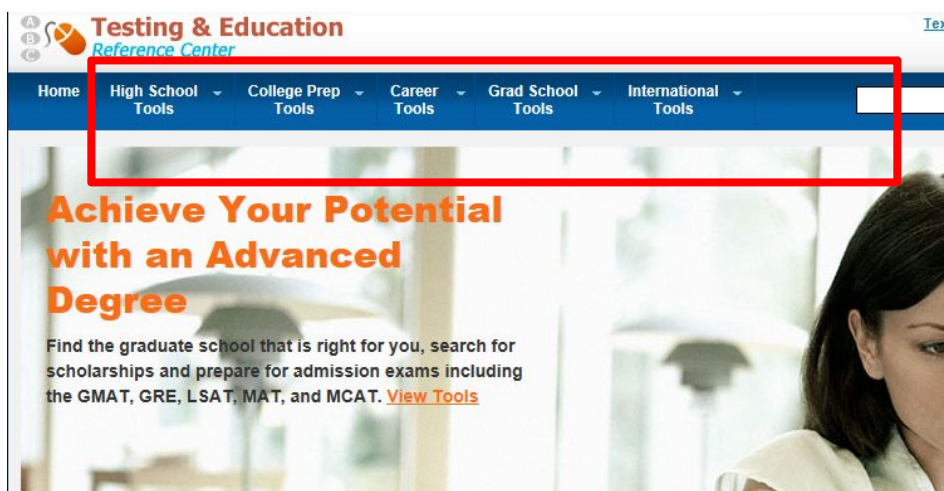 A
B
C
Testing & Education
Reference Center
Tex
Home
High School
Tools
College Prep
Tools
Career
Tools
Grad School
Tools
International
Tools
Achieve Your Potential
with an Advanced
Degree
Find the graduate school that is right for you, search for
scholarships and prepare for admission exams including
the GMAT, GRE, LSAT, MAT, and MCAT. View Tools